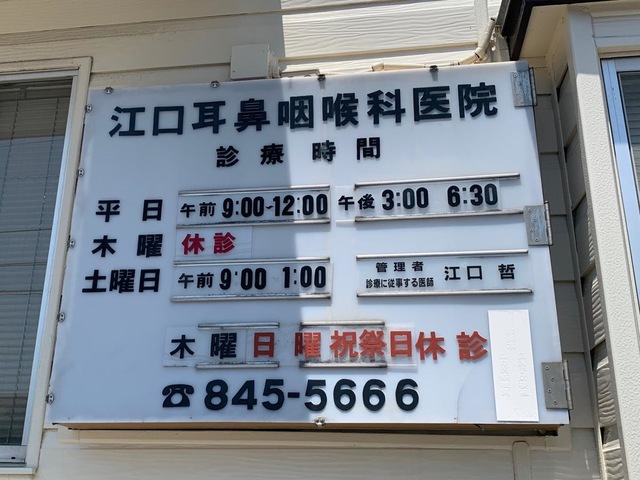 江口耳鼻咽喉科医院
診療時間
平日 午前 9:00-12:00 午後 3:00 6:30
木曜 休診
土曜日 午前 9:00 1:00
管理者
診療に従事する医師 江口 哲
木曜 日曜 祝祭日休診
☎845-5666